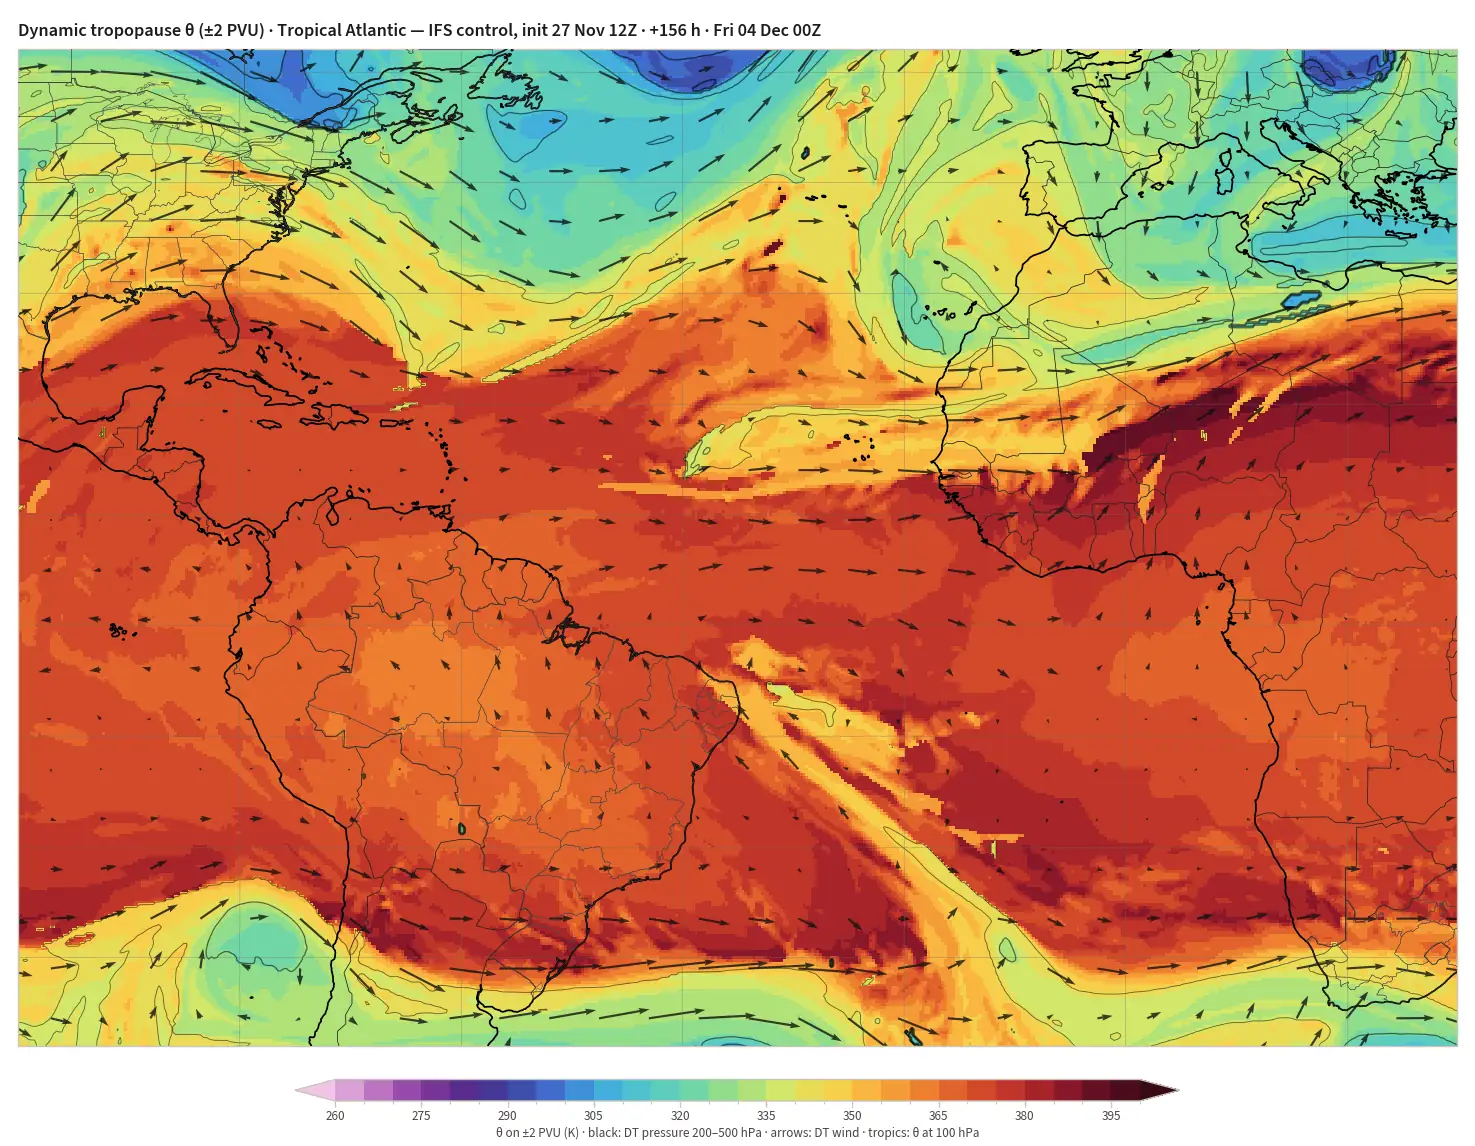 Dynamic tropopause θ (±2 PVU) · Tropical Atlantic — IFS control, init 27 Nov 12Z · +156 h · Fri 04 Dec 00Z
260 275 290 305 320 335 350 365 380 395
θ on ±2 PVU (K) · black: DT pressure 200–500 hPa · arrows: DT wind · tropics: θ at 100 hPa